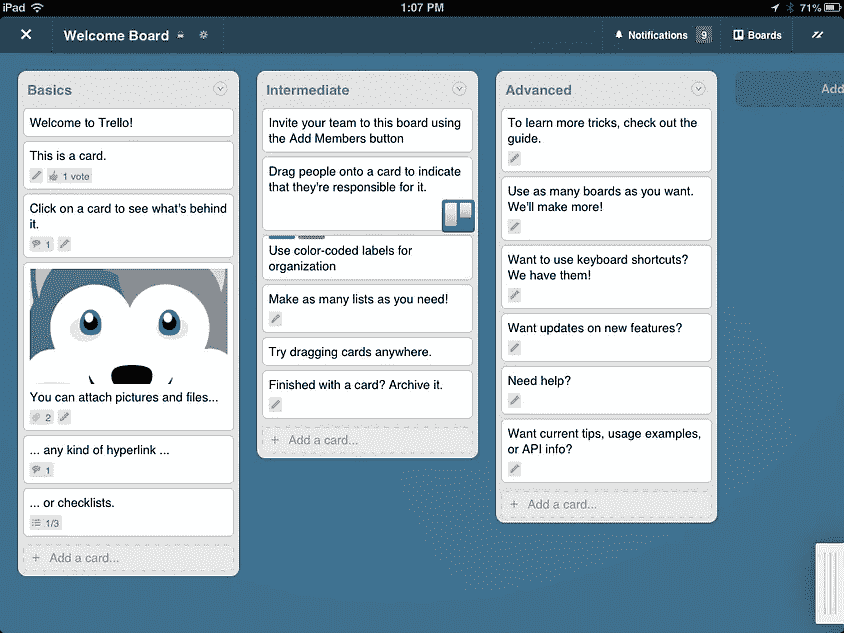 iPad
1:07 PM
71%
Welcome Board
Notifications 9
Boards
Basics
Welcome to Trello!
This is a card.
1 vote
Click on a card to see what's behind
it.
1
You can attach pictures and files...
2
... any kind of hyperlink ...
1
... or checklists.
1/3
+ Add a card...
Intermediate
Invite your team to this board using
the Add Members button
Drag people onto a card to indicate
that they're responsible for it.
Use color-coded labels for
organization
Make as many lists as you need!
Try dragging cards anywhere.
Finished with a card? Archive it.
+ Add a card...
Advanced
To learn more tricks, check out the
guide.
Use as many boards as you want.
We'll make more!
Want to use keyboard shortcuts?
We have them!
Want updates on new features?
Need help?
Want current tips, usage examples,
or API info?
+ Add a card...
Add